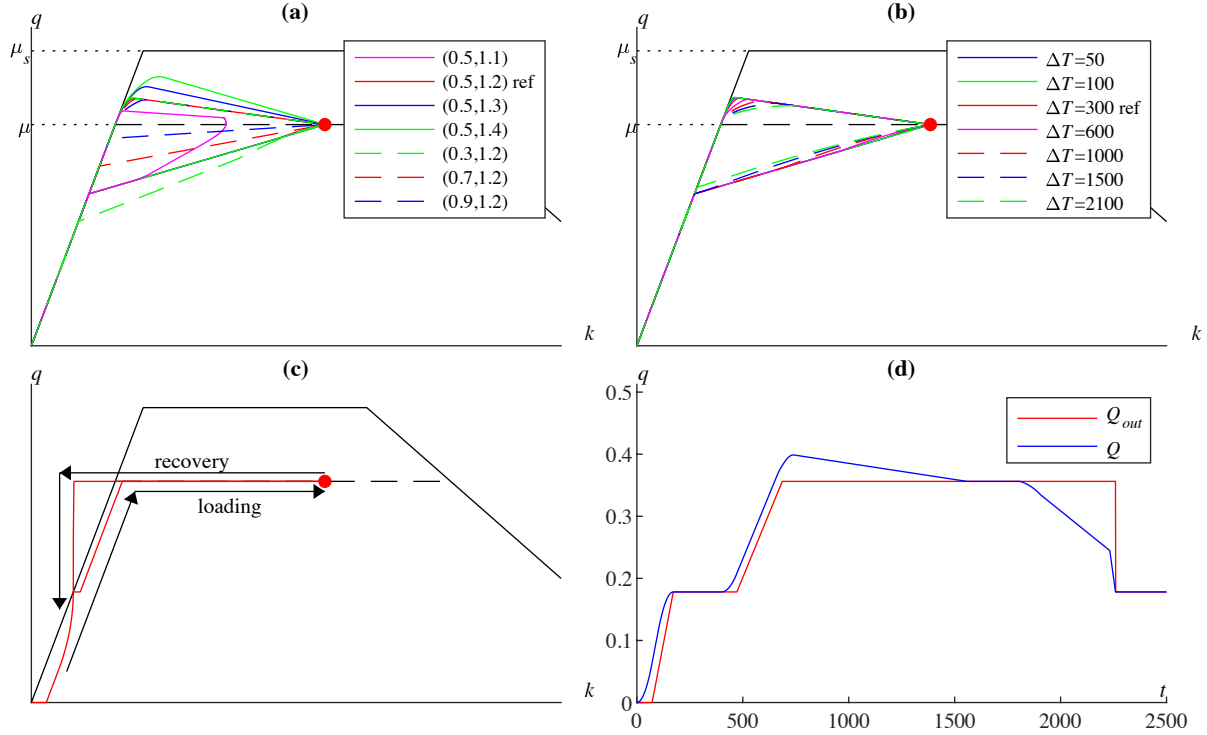 (a)
q
μs
μ
(0.5,1.1)
(0.5,1.2) ref
(0.5,1.3)
(0.5,1.4)
(0.3,1.2)
(0.7,1.2)
(0.9,1.2)
k
(b)
q
μs
μ
ΔT=50
ΔT=100
ΔT=300 ref
ΔT=600
ΔT=1000
ΔT=1500
ΔT=2100
k
(c)
q
recovery
loading
k
(d)
q
0.5
0.4
0.3
0.2
0.1
0
Qout
Q
t
0 500 1000 1500 2000 2500